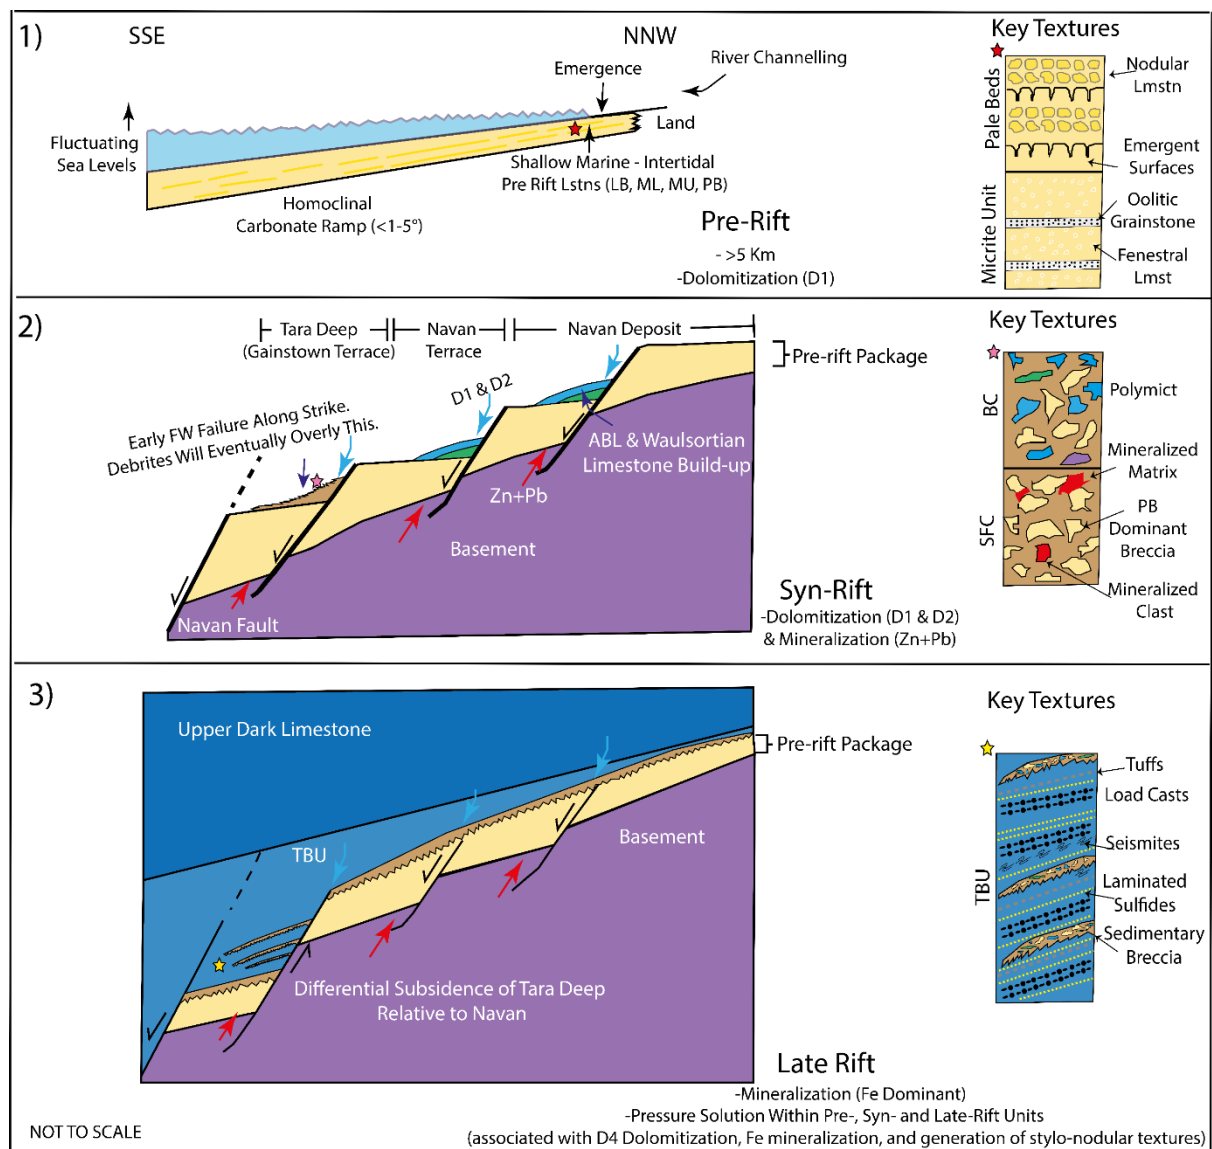 1)
SSE
NNW
Emergence
River Channelling
Land
Fluctuating
Sea Levels
Shallow Marine - Intertidal
Pre Rift Lstns (LB, ML, MU, PB)
Homoclinal
Carbonate Ramp (<1-5°)
Pre-Rift
- >5 Km
-Dolomitization (D1)
Key Textures
Pale Beds
Micrite Unit
Nodular
Lmstn
Emergent
Surfaces
Oolitic
Grainstone
Fenestral
Lmst
2)
Tara Deep
(Gainstown Terrace)
Navan
Terrace
Navan Deposit
Pre-rift Package
Early FW Failure Along Strike.
Debrites Will Eventually Overly This.
D1 & D2
ABL & Waulsortian
Limestone Build-up
Zn+Pb
Basement
Navan Fault
Syn-Rift
-Dolomitization (D1 & D2)
& Mineralization (Zn+Pb)
Key Textures
BC
SFC
Polymict
Mineralized
Matrix
PB
Dominant
Breccia
Mineralized
Clast
3)
Upper Dark Limestone
Pre-rift Package
TBU
Basement
Differential Subsidence of Tara Deep
Relative to Navan
Late Rift
-Mineralization (Fe Dominant)
-Pressure Solution Within Pre-, Syn- and Late-Rift Units
(associated with D4 Dolomitization, Fe mineralization, and generation of stylo-nodular textures)
Key Textures
TBU
Tuffs
Load Casts
Seismites
Laminated
Sulfides
Sedimentary
Breccia
NOT TO SCALE